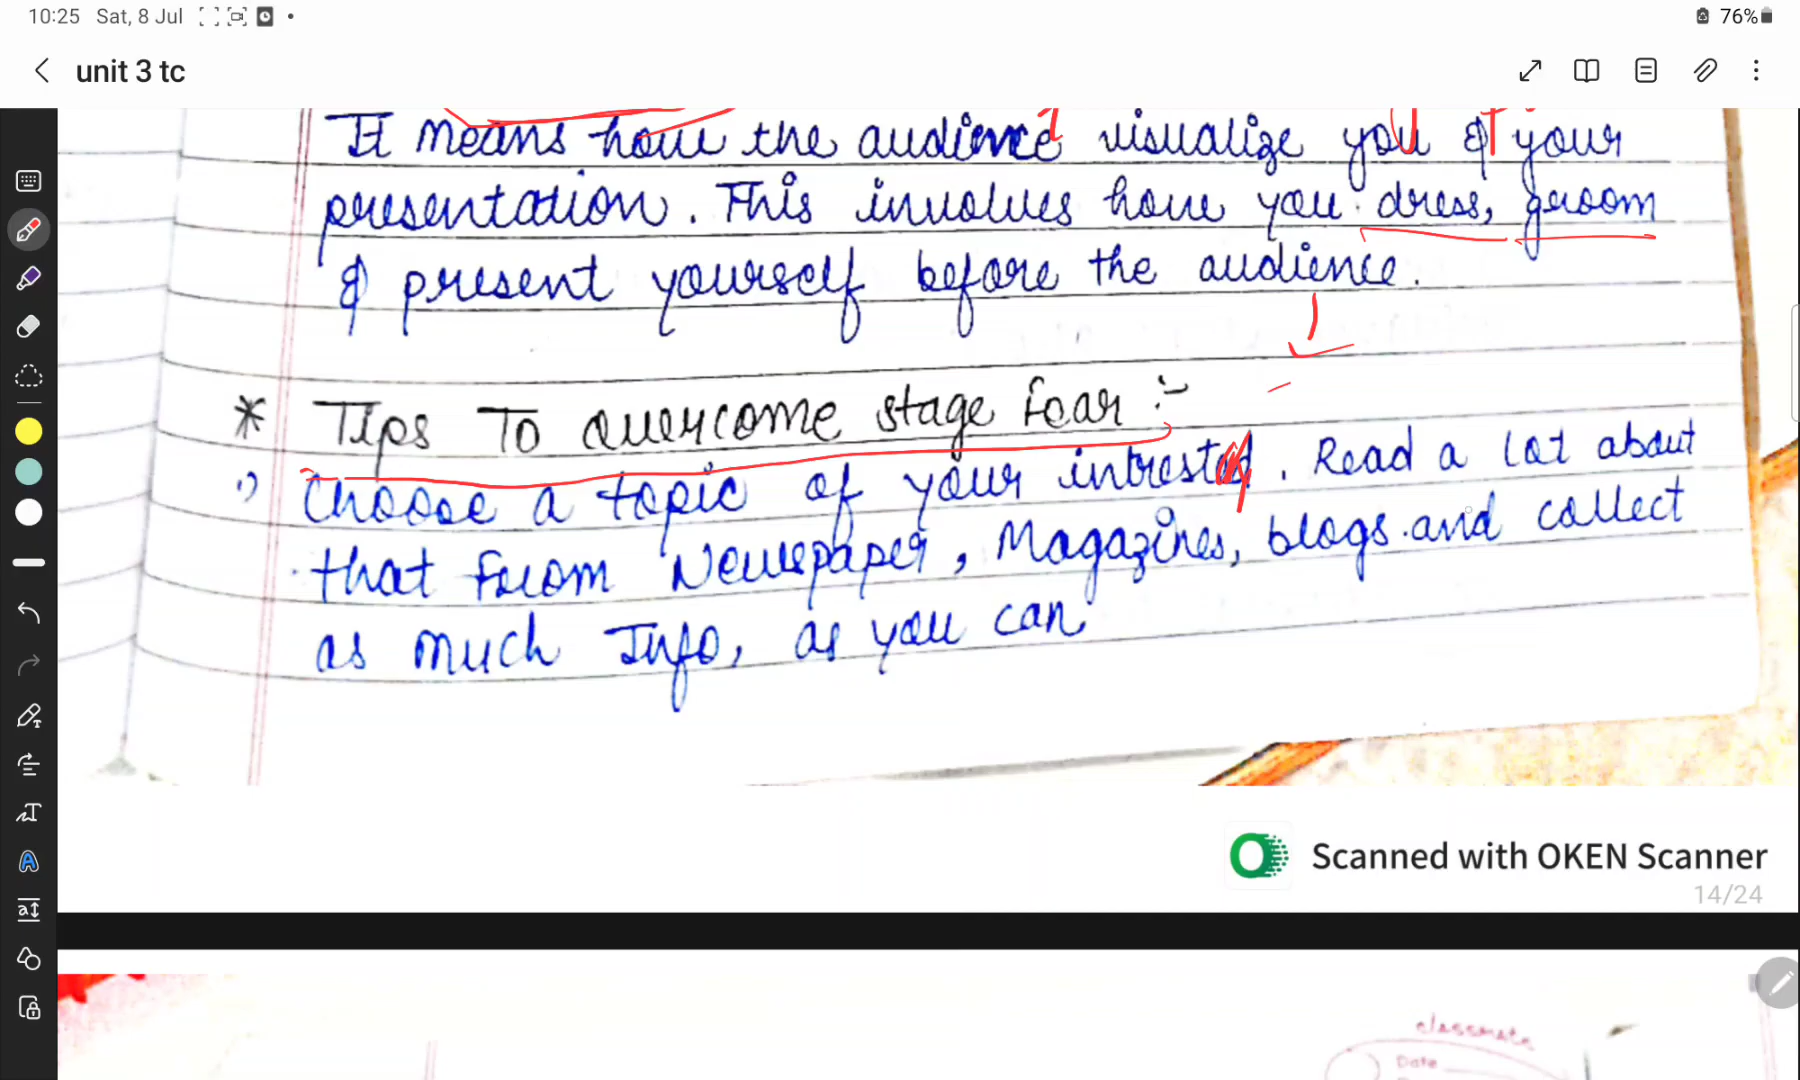 10:25 Sat, 8 Jul
76%
unit 3 tc
It means how the audience visualize you & your
presentation. This involves how you dress, groom
& present yourself before the audience.
* Tips To overcome stage fear :-
1) Choose a topic of your intrest. Read a lot about
that from Newspaper, Magazines, blogs and collect
as much Info, as you can
Scanned with OKEN Scanner
14/24
classmate
Date